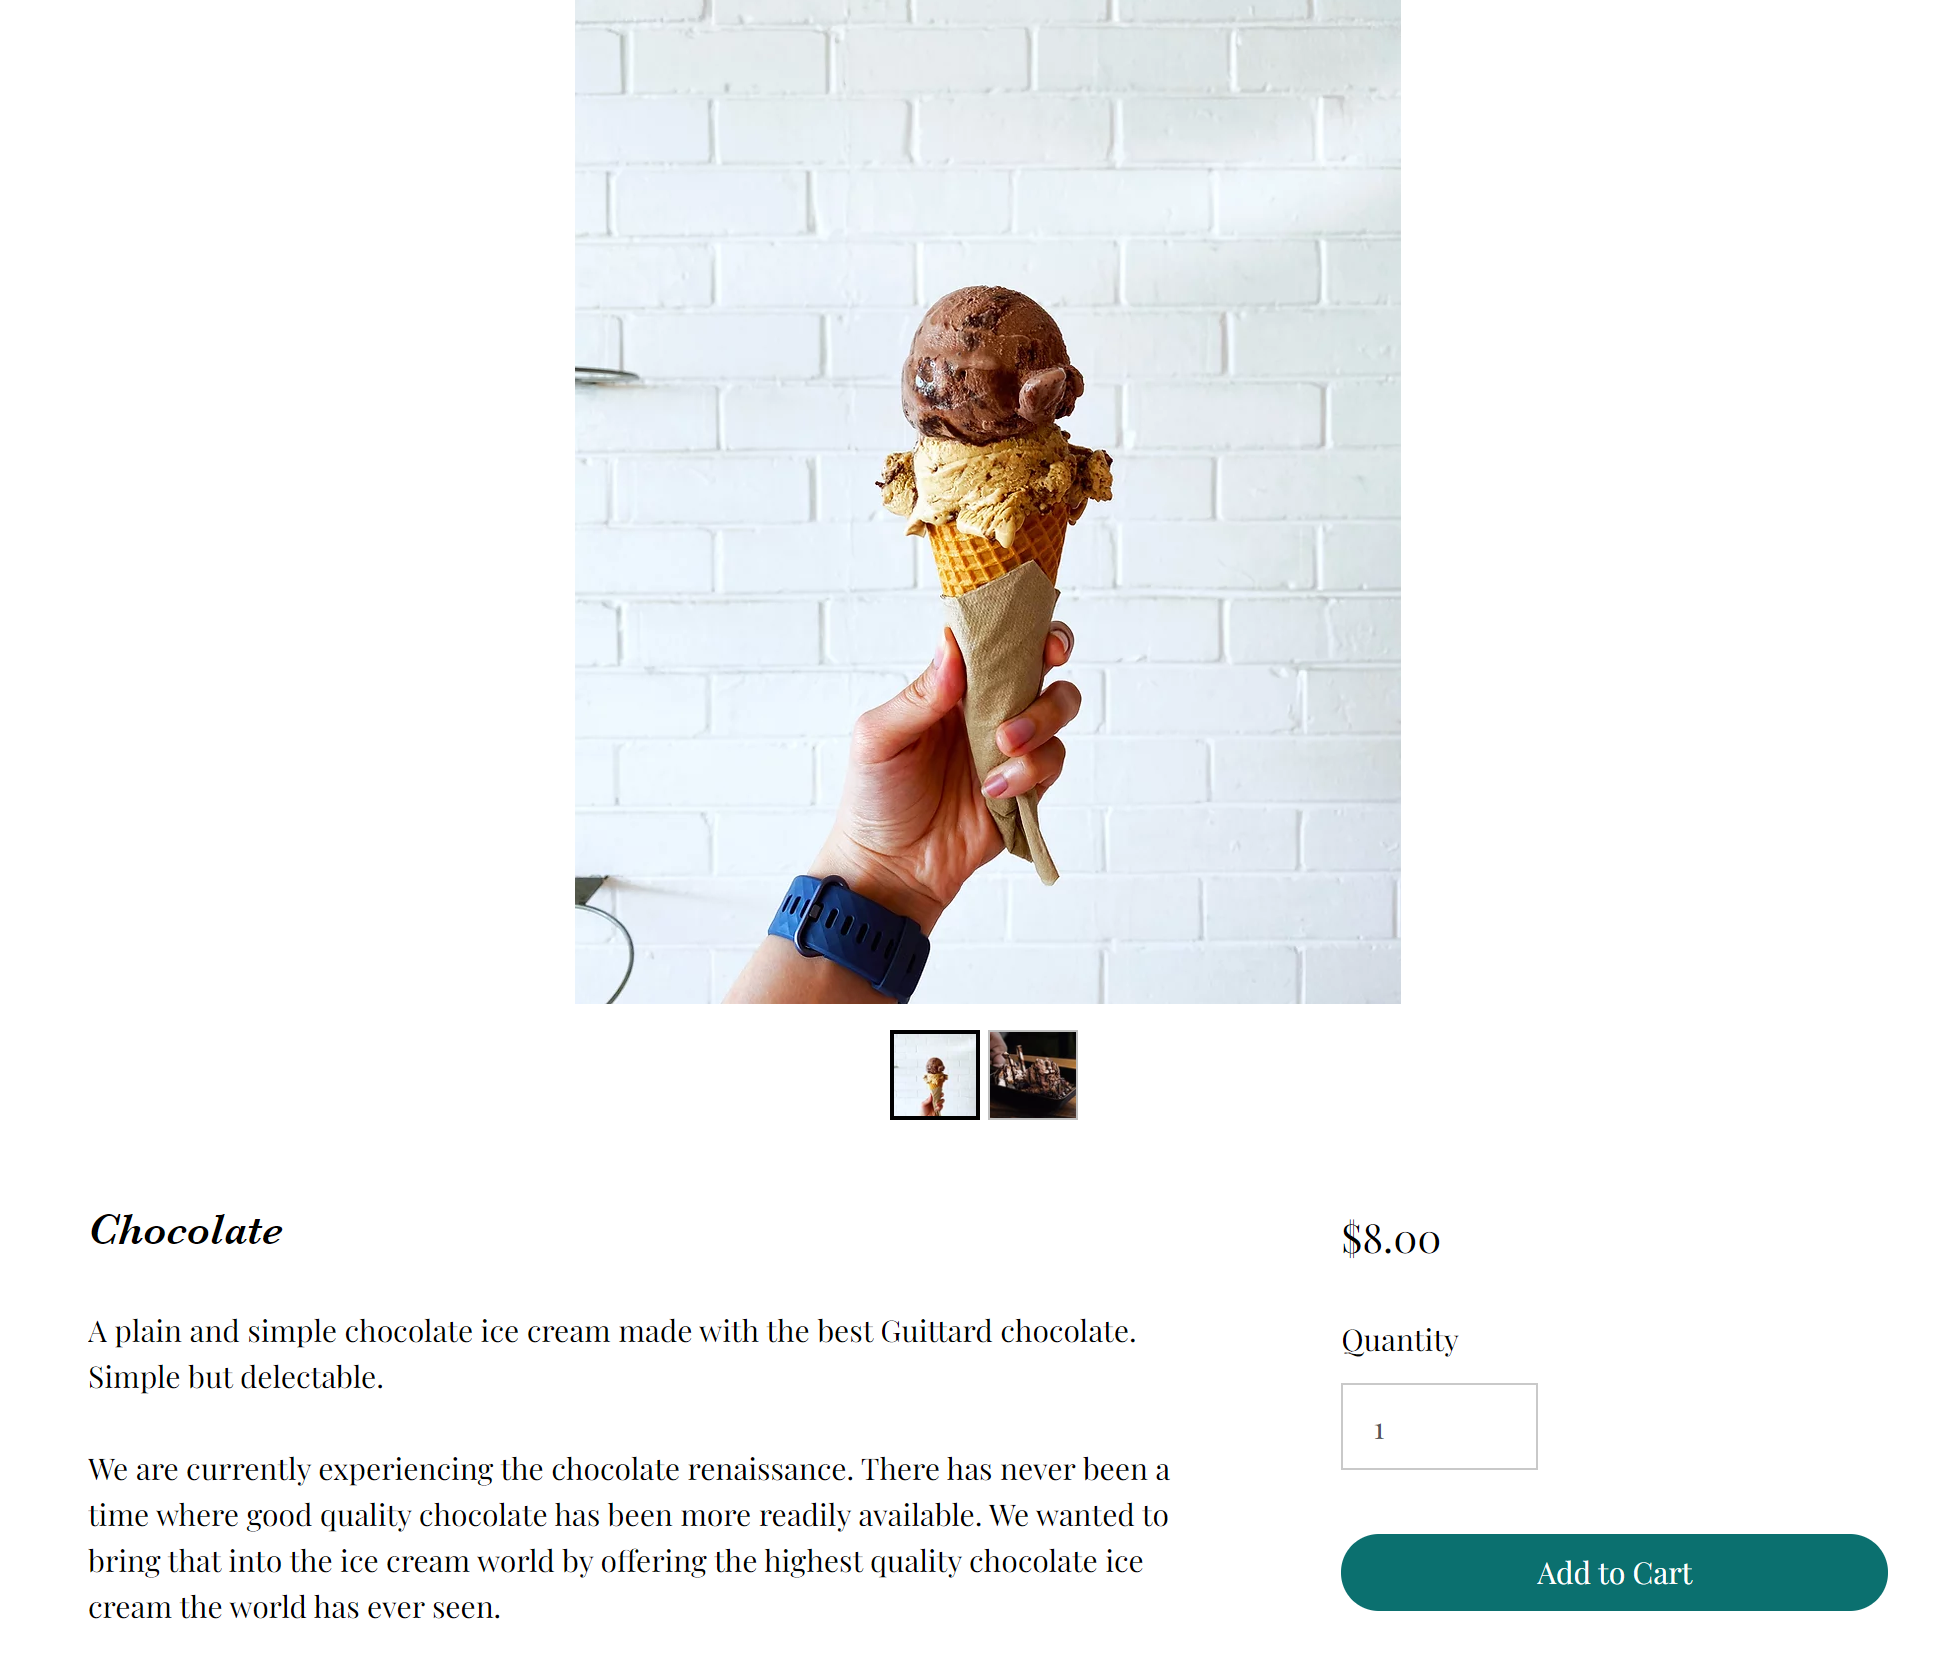 Chocolate
$8.00
A plain and simple chocolate ice cream made with the best Guittard chocolate.
Simple but delectable.
We are currently experiencing the chocolate renaissance. There has never been a
time where good quality chocolate has been more readily available. We wanted to
bring that into the ice cream world by offering the highest quality chocolate ice
cream the world has ever seen.
Quantity
1
Add to Cart